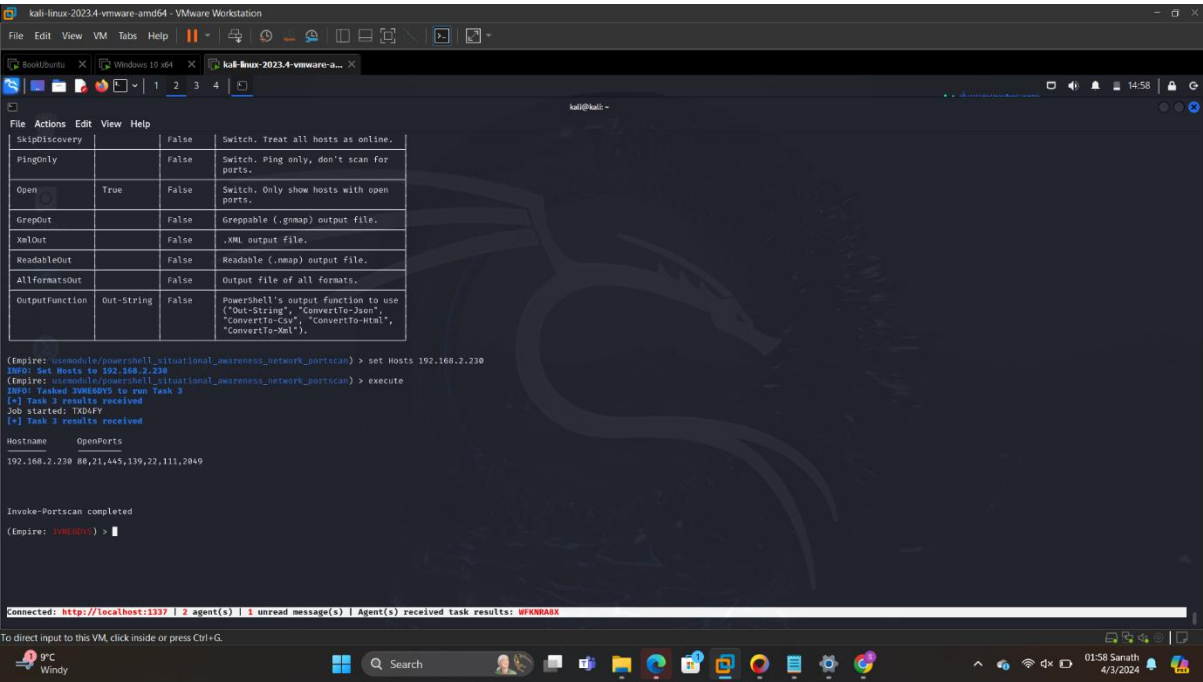 kali-linux-2023.4-vmware-amd64 - VMware Workstation
File Edit View VM Tabs Help
BookUbuntu Windows 10 x64 kali-linux-2023.4-vmware-a...
1 2 3 4 14:58
kali@kali: ~
File Actions Edit View Help
SkipDiscovery False Switch. Treat all hosts as online.
PingOnly False Switch. Ping only, don't scan for
ports.
Open True False Switch. Only show hosts with open
ports.
GrepOut False Greppable (.gnmap) output file.
XmlOut False .XML output file.
ReadableOut False Readable (.nmap) output file.
AllformatsOut False Output file of all formats.
OutputFunction Out-String False PowerShell's output function to use
("Out-String", "ConvertTo-Json",
"ConvertTo-Csv", "ConvertTo-Html",
"ConvertTo-Xml").
(Empire: usemodule/powershell_situational_awareness_network_portscan) > set Hosts 192.168.2.230
INFO: Set Hosts to 192.168.2.230
(Empire: usemodule/powershell_situational_awareness_network_portscan) > execute
INFO: Tasked 3VRE6DY5 to run Task 3
[*] Task 3 results received
Job started: TXD4FY
[*] Task 3 results received
Hostname OpenPorts
192.168.2.230 80,21,445,139,22,111,2049
Invoke-Portscan completed
(Empire: 3VRE6DY5) >
Connected: http://localhost:1337 | 2 agent(s) | 1 unread message(s) | Agent(s) received task results: WFKNRA8X
To direct input to this VM, click inside or press Ctrl+G.
1 9°C
Windy
Search
01:58 Sanath
4/3/2024